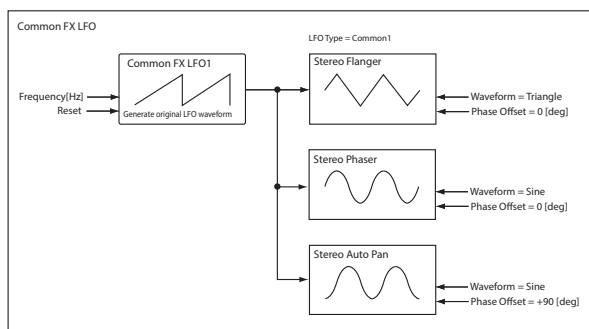 Common FX LFO
LFO Type = Common1
Common FX LFO1
Generate original LFO waveform
Frequency[Hz]
Reset
Stereo Flanger
Waveform = Triangle
Phase Offset = 0 [deg]
Stereo Phaser
Waveform = Sine
Phase Offset = 0 [deg]
Stereo Auto Pan
Waveform = Sine
Phase Offset = +90 [deg]